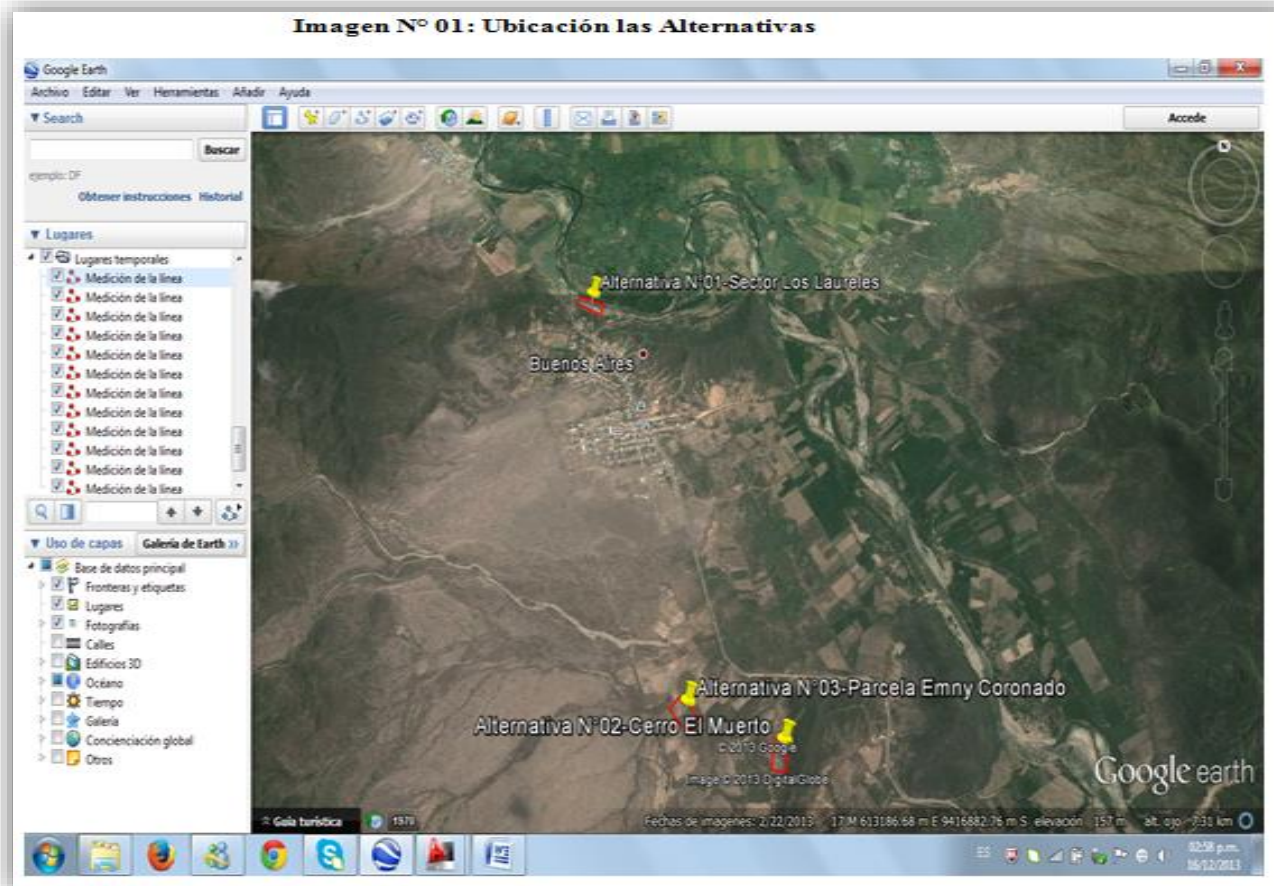 Imagen N° 01: Ubicación las Alternativas
Google Earth
Archivo Editar Ver Herramientas Añadir Ayuda
Search
Buscar
ejemplo: DF
Obtener instrucciones Historial
Lugares
Lugares temporales
Medición de la línea
Medición de la línea
Medición de la línea
Medición de la línea
Medición de la línea
Medición de la línea
Medición de la línea
Medición de la línea
Medición de la línea
Medición de la línea
Medición de la línea
Medición de la línea
Uso de capas Galería de Earth »
Base de datos principal
Fronteras y etiquetas
Lugares
Fotografías
Calles
Edificios 3D
Océano
Tiempo
Galería
Concienciación global
Otros
Accede
N
Alternativa N°01-Sector Los Laureles
Buenos Aires
Alternativa N°03-Parcela Emny Coronado
Alternativa N°02-Cerro El Muerto
© 2013 Google
Image © 2013 DigitalGlobe
Google earth
Guía turística
1970
Fechas de imágenes: 2/22/2013 17 M 613186.68 m E 9416882.76 m S elevación 157 m alt. ojo 7.31 km
ES
02:58 p.m.
16/12/2013